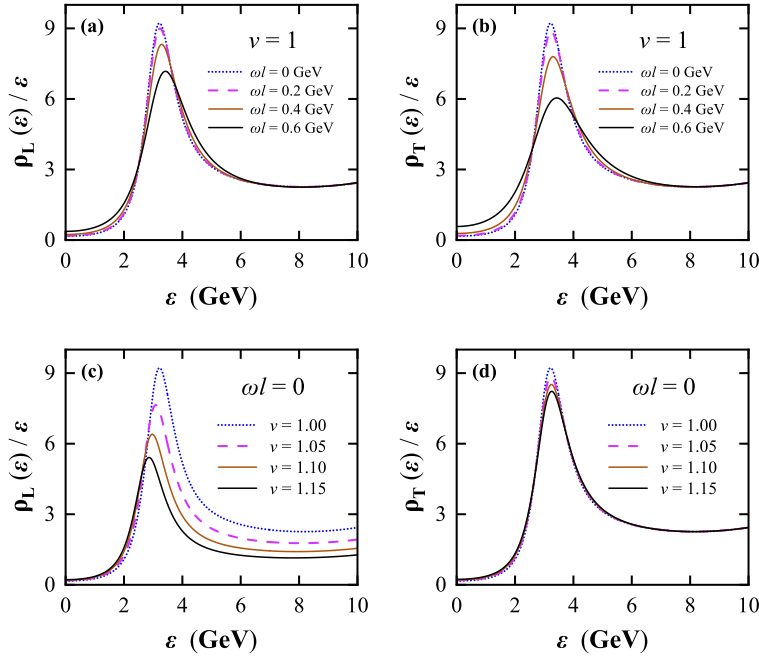 (a)
ν = 1
ωl = 0 GeV
ωl = 0.2 GeV
ωl = 0.4 GeV
ωl = 0.6 GeV
9
6
3
0
ρL(ε) / ε
0 2 4 6 8 10
ε (GeV)
(b)
ν = 1
ωl = 0 GeV
ωl = 0.2 GeV
ωl = 0.4 GeV
ωl = 0.6 GeV
9
6
3
0
ρT(ε) / ε
0 2 4 6 8 10
ε (GeV)
(c)
ωl = 0
ν = 1.00
ν = 1.05
ν = 1.10
ν = 1.15
9
6
3
0
ρL(ε) / ε
0 2 4 6 8 10
ε (GeV)
(d)
ωl = 0
ν = 1.00
ν = 1.05
ν = 1.10
ν = 1.15
9
6
3
0
ρT(ε) / ε
0 2 4 6 8 10
ε (GeV)